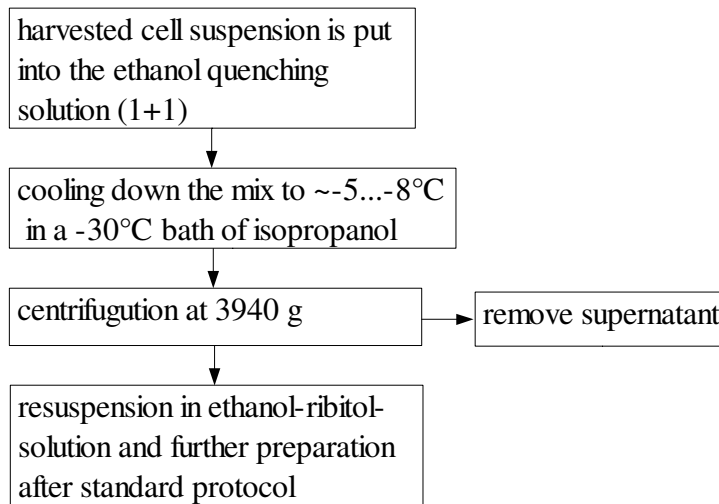 harvested cell suspension is put
into the ethanol quenching
solution (1+1)
cooling down the mix to ~-5...-8°C
in a -30°C bath of isopropanol
centrifugution at 3940 g
remove supernatant
resuspension in ethanol-ribitol-
solution and further preparation
after standard protocol